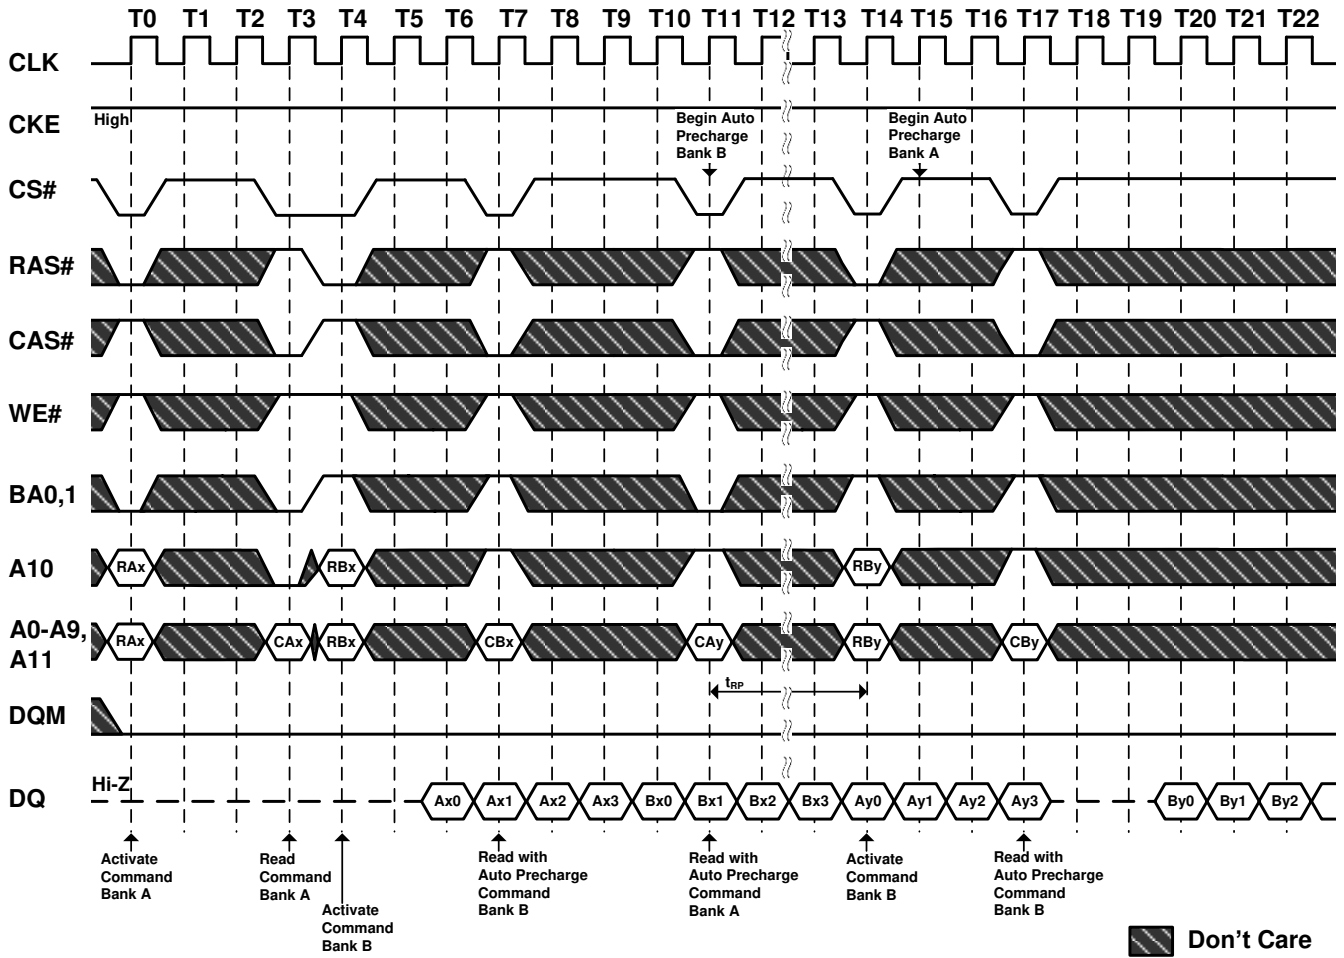 T0 T1 T2 T3 T4 T5 T6 T7 T8 T9 T10 T11 T12 T13 T14 T15 T16 T17 T18 T19 T20 T21 T22
CLK
CKE
High
Begin Auto
Precharge
Bank B
Begin Auto
Precharge
Bank A
CS#
RAS#
CAS#
WE#
BA0,1
A10
RAx RBx RBy
A0-A9,
A11
RAx CAx RBx CBx CAy RBy CBy
tRP
DQM
DQ
Hi-Z
Ax0 Ax1 Ax2 Ax3 Bx0 Bx1 Bx2 Bx3 Ay0 Ay1 Ay2 Ay3 By0 By1 By2
Activate
Command
Bank A
Read
Command
Bank A
Activate
Command
Bank B
Read with
Auto Precharge
Command
Bank B
Read with
Auto Precharge
Command
Bank A
Activate
Command
Bank B
Read with
Auto Precharge
Command
Bank B
Don't Care